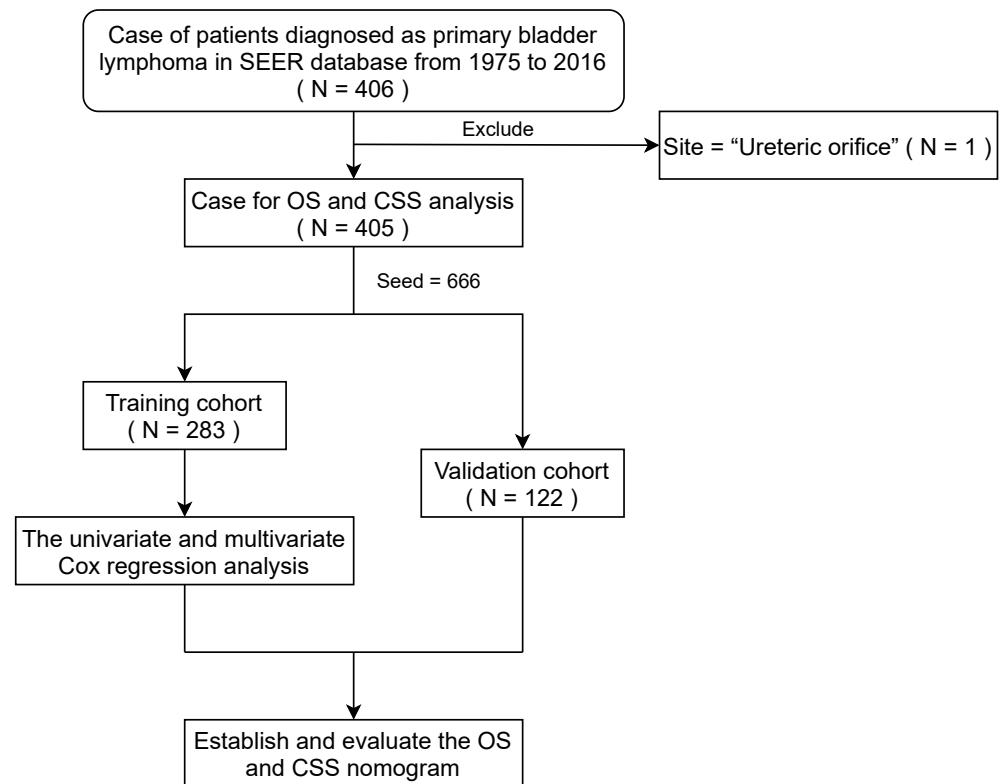 Case of patients diagnosed as primary bladder
lymphoma in SEER database from 1975 to 2016
( N = 406 )
Exclude
Site = “Ureteric orifice” ( N = 1 )
Case for OS and CSS analysis
( N = 405 )
Seed = 666
Training cohort
( N = 283 )
Validation cohort
( N = 122 )
The univariate and multivariate
Cox regression analysis
Establish and evaluate the OS
and CSS nomogram